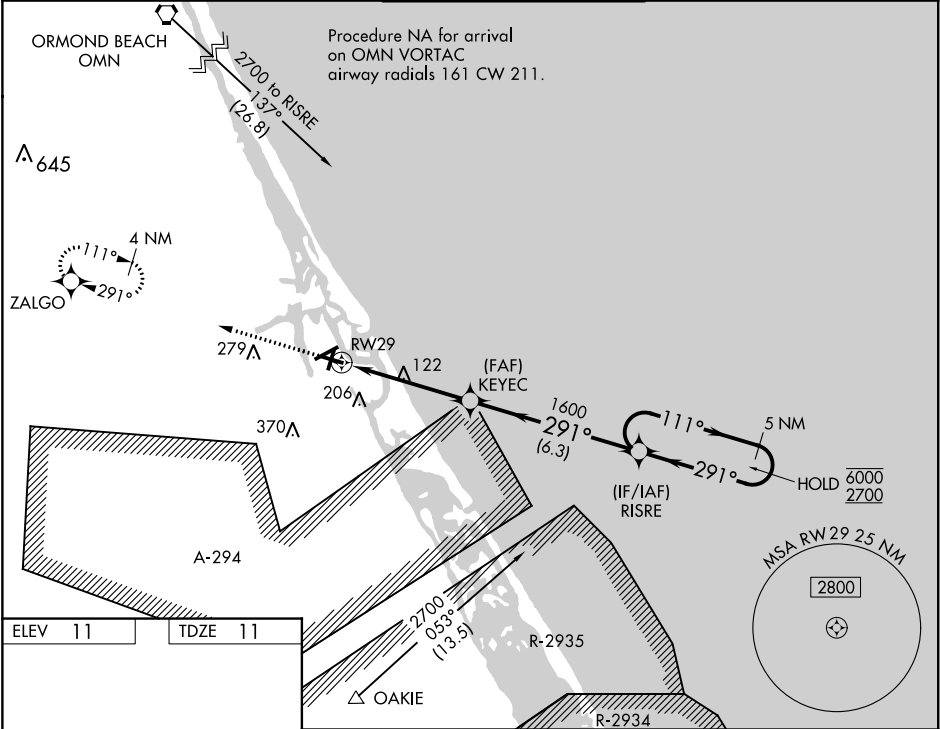 ORMOND BEACH
OMN
Procedure NA for arrival
on OMN VORTAC
airway radials 161 CW 211.
2700 to RISRE
137°
(26.8)
645
4 NM
111°
291°
ZALGO
279
RW29
122
(FAF)
KEYEC
206
370
1600
291°
(6.3)
111°
5 NM
291°
HOLD 6000
2700
(IF/IAF)
RISRE
MSA RW29 25 NM
2800
A-294
2700
053°
(13.5)
R-2935
OAKIE
R-2934
ELEV 11
TDZE 11